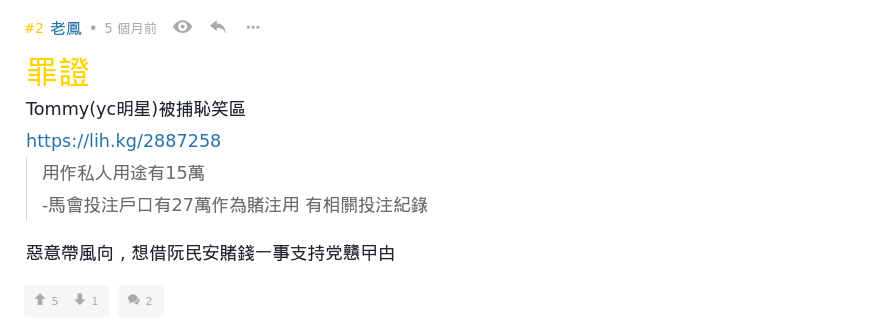 #2 老鳳 • 5 個月前
罪證
Tommy(yc明星)被捕恥笑區
https://lih.kg/2887258
用作私人用途有15萬
-馬會投注戶口有27萬作為賭注用 有相關投注紀錄
惡意帶風向，想借阮民安賭錢一事支持党戇曱甴
5 1 2